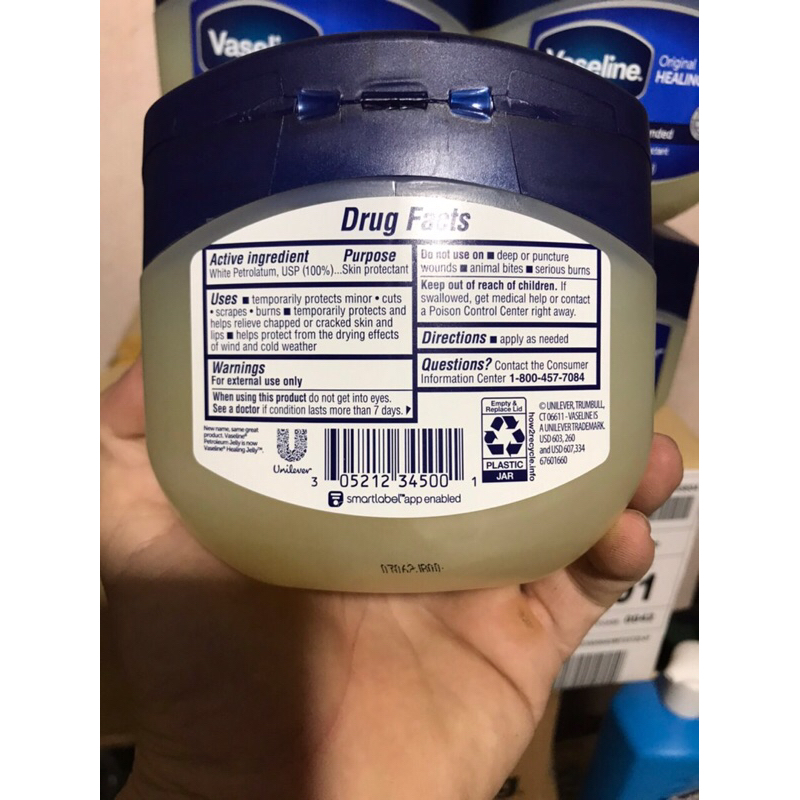 Vaseli
Vaseline.
Original
HEALING
Drug Facts
Active ingredient Purpose
White Petrolatum, USP (100%)...Skin protectant
Uses ■ temporarily protects minor • cuts
• scrapes • burns ■ temporarily protects and
helps relieve chapped or cracked skin and
lips ■ helps protect from the drying effects
of wind and cold weather
Warnings
For external use only
When using this product do not get into eyes.
See a doctor if condition lasts more than 7 days.
Do not use on ■ deep or puncture
wounds ■ animal bites ■ serious burns
Keep out of reach of children. If
swallowed, get medical help or contact
a Poison Control Center right away.
Directions ■ apply as needed
Questions? Contact the Consumer
Information Center 1-800-457-7084
New name, same great
product. Vaseline®
Petroleum Jelly is now
Vaseline® Healing Jelly™.
Unilever
3 05212 34500 1
smartlabel™ app enabled
Empty &
Replace Lid
PLASTIC
JAR
how2recycle.info
© UNILEVER, TRUMBULL,
CT 06611 - VASELINE IS
A UNILEVER TRADEMARK.
USD 603, 260
and USD 607,334
67601660